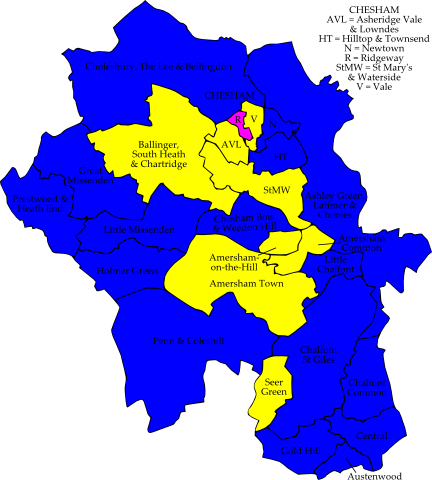 CHESHAM
AVL = Asheridge Vale
& Lowndes
HT = Hilltop & Townsend
N = Newtown
R = Ridgeway
StMW = St Mary's
& Waterside
V = Vale
Cholesbury, The Lee & Bellingdon
CHESHAM
R
V
N
AVL
HT
Ballinger,
South Heath
& Chartridge
Great
Missenden
StMW
Prestwood &
Heath End
Ashley Green,
Latimer &
Chenies
Chesham Bois
& Weedon Hill
Little Missenden
Amersham
Common
Amersham-
on-the-Hill
Little
Chalfont
Holmer Green
Amersham Town
Penn & Coleshill
Chalfont
St Giles
Seer
Green
Chalfont
Common
Central
Gold Hill
Austenwood